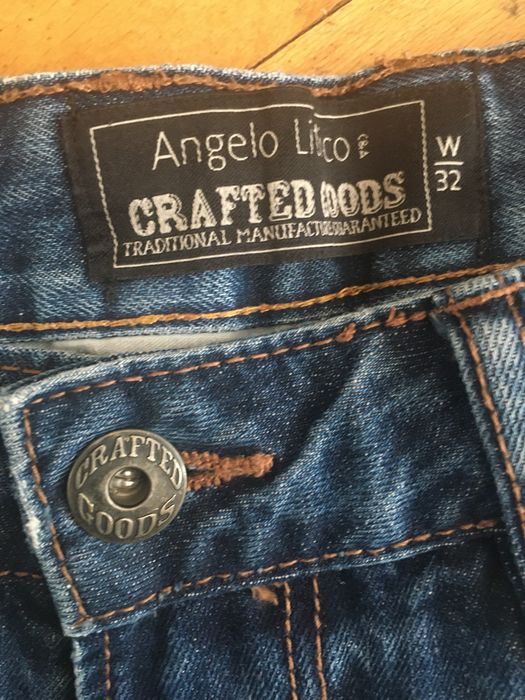 Angelo Litrico
W
32
CRAFTED GOODS
TRADITIONAL MANUFACTURE GUARANTEED
CRAFTED
GOODS